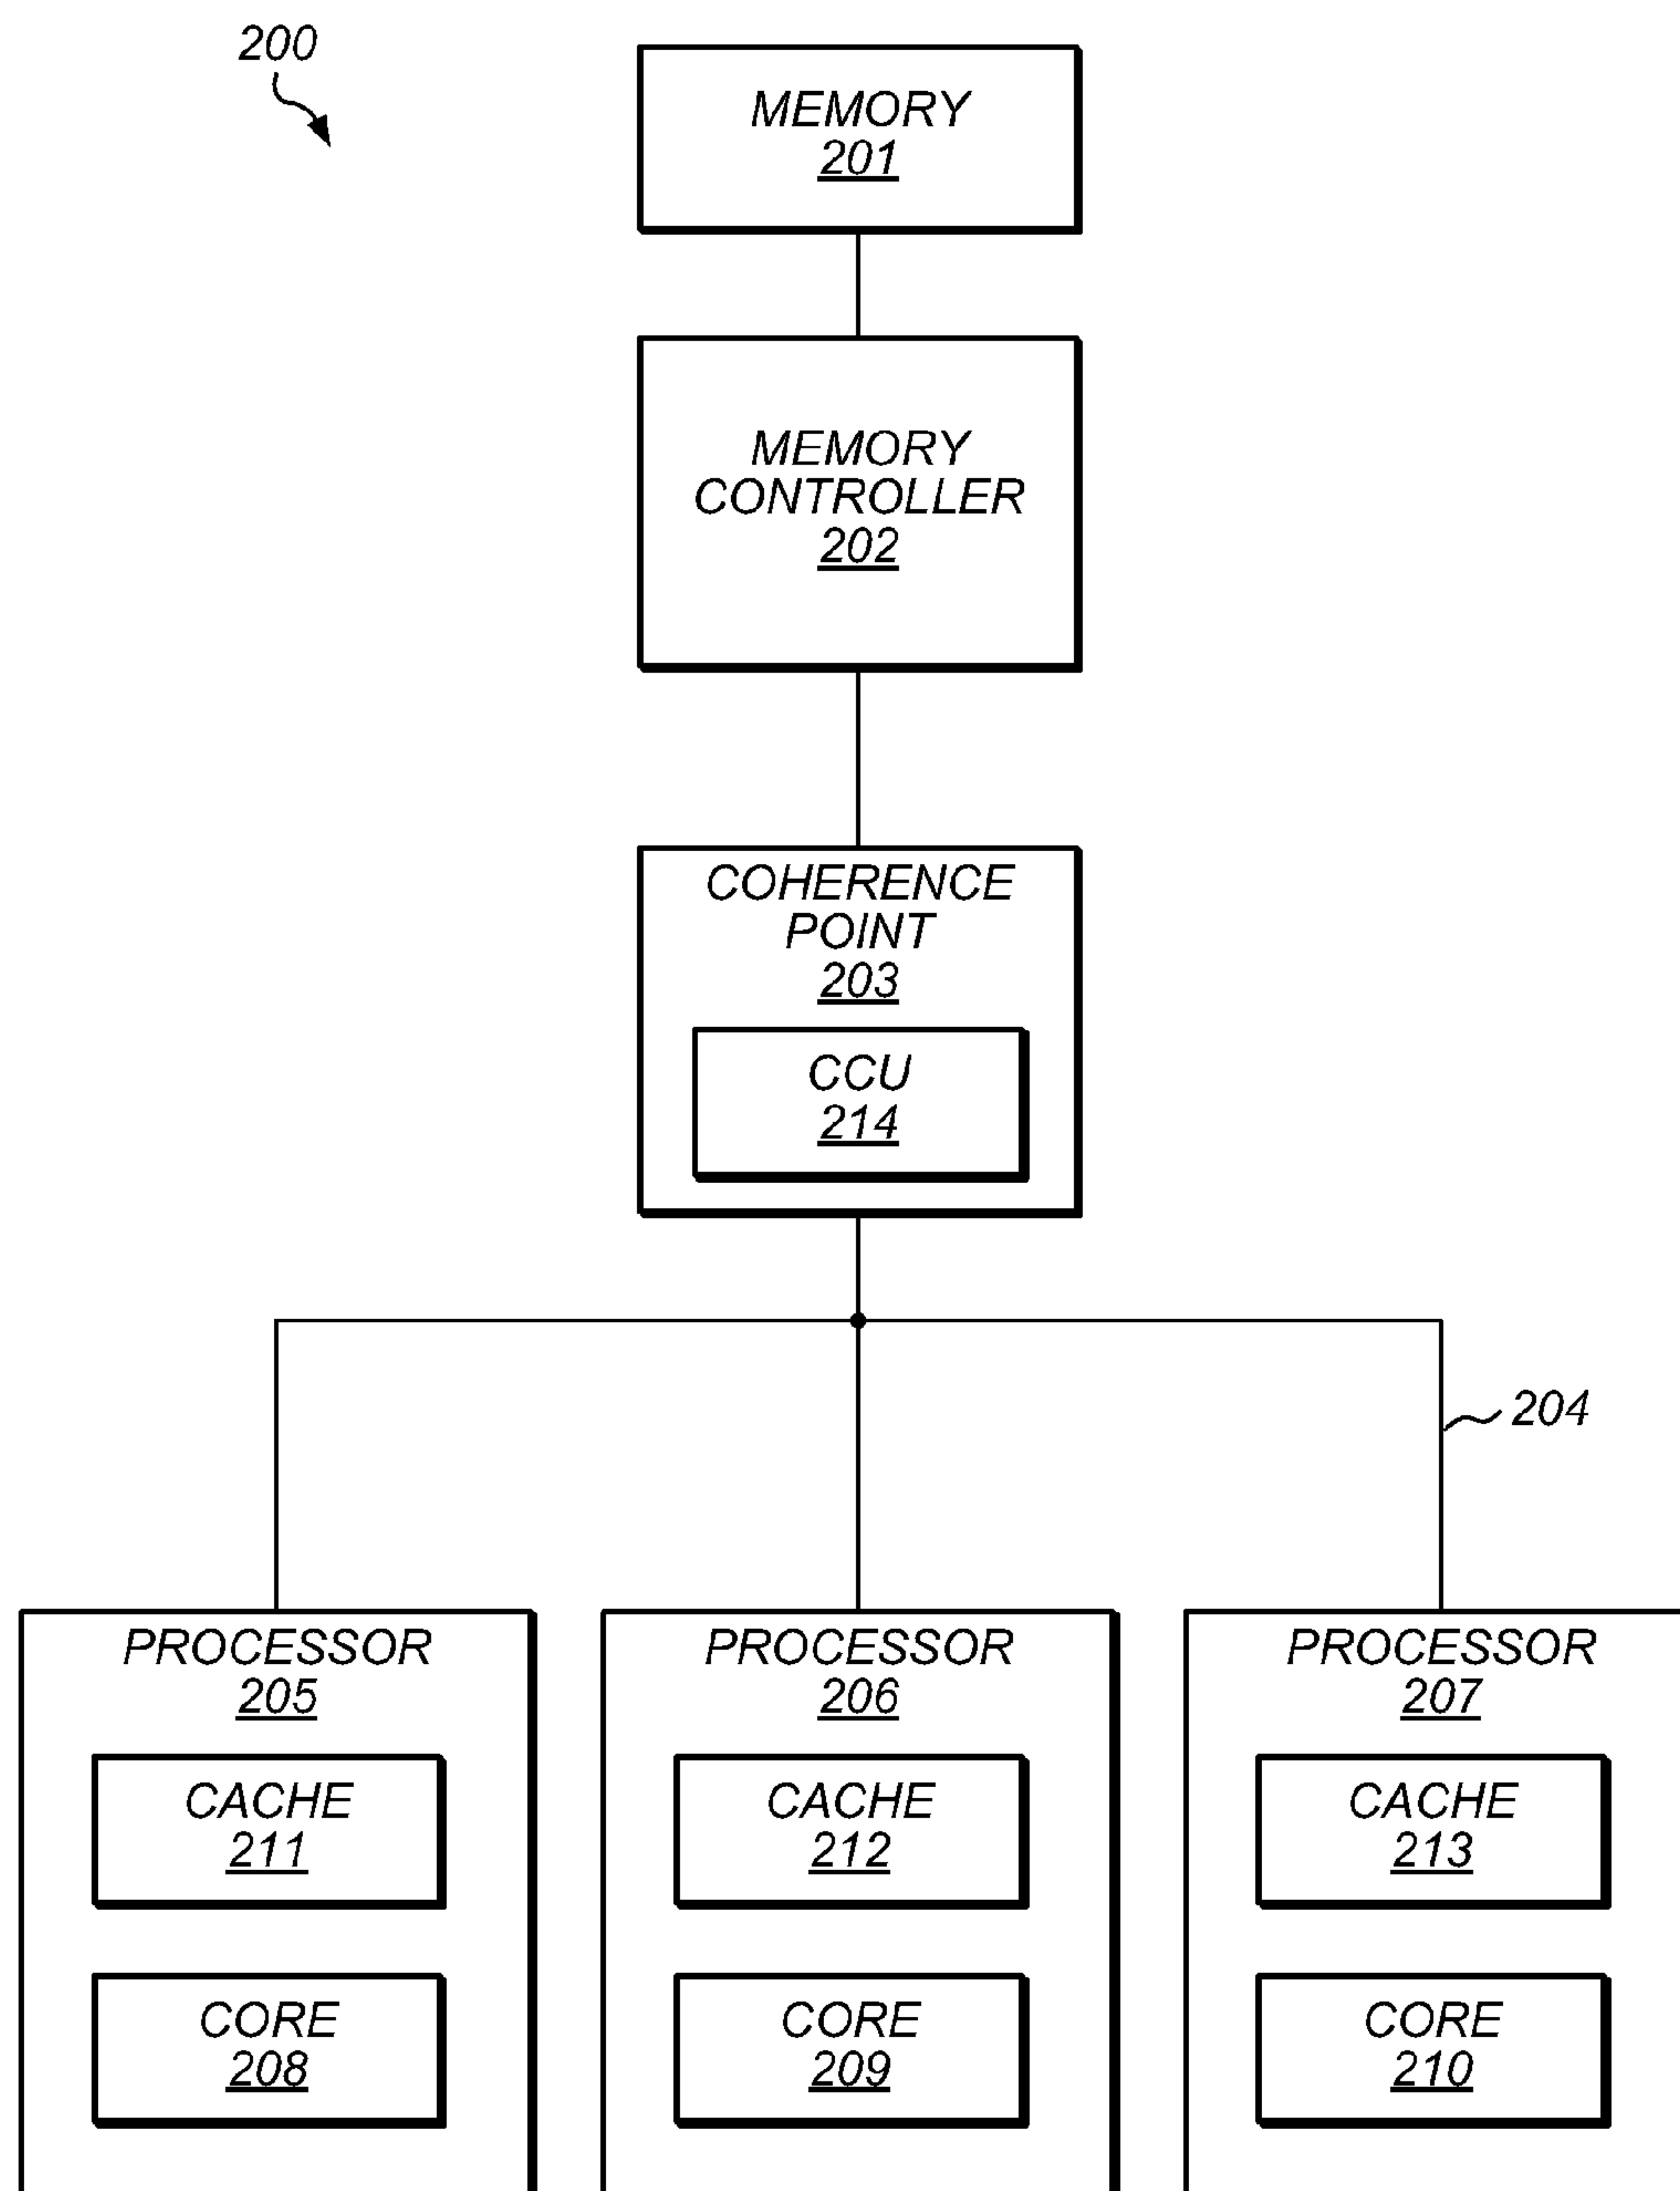 200
MEMORY
201
MEMORY
CONTROLLER
202
COHERENCE
POINT
203
CCU
214
204
PROCESSOR
205
CACHE
211
CORE
208
PROCESSOR
206
CACHE
212
CORE
209
PROCESSOR
207
CACHE
213
CORE
210